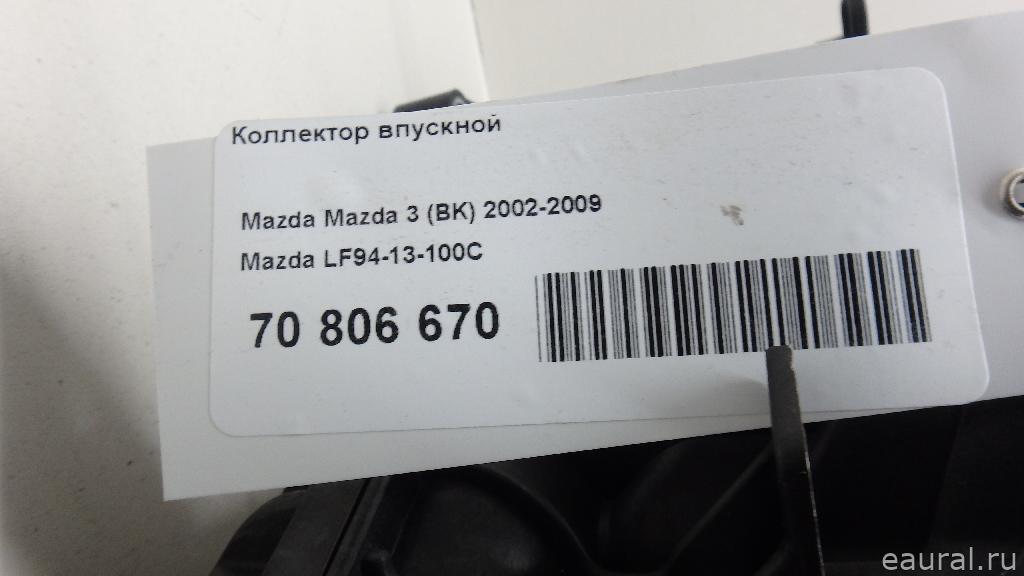 Коллектор впускной
Mazda Mazda 3 (BK) 2002-2009
Mazda LF94-13-100C
70 806 670
eaural.ru